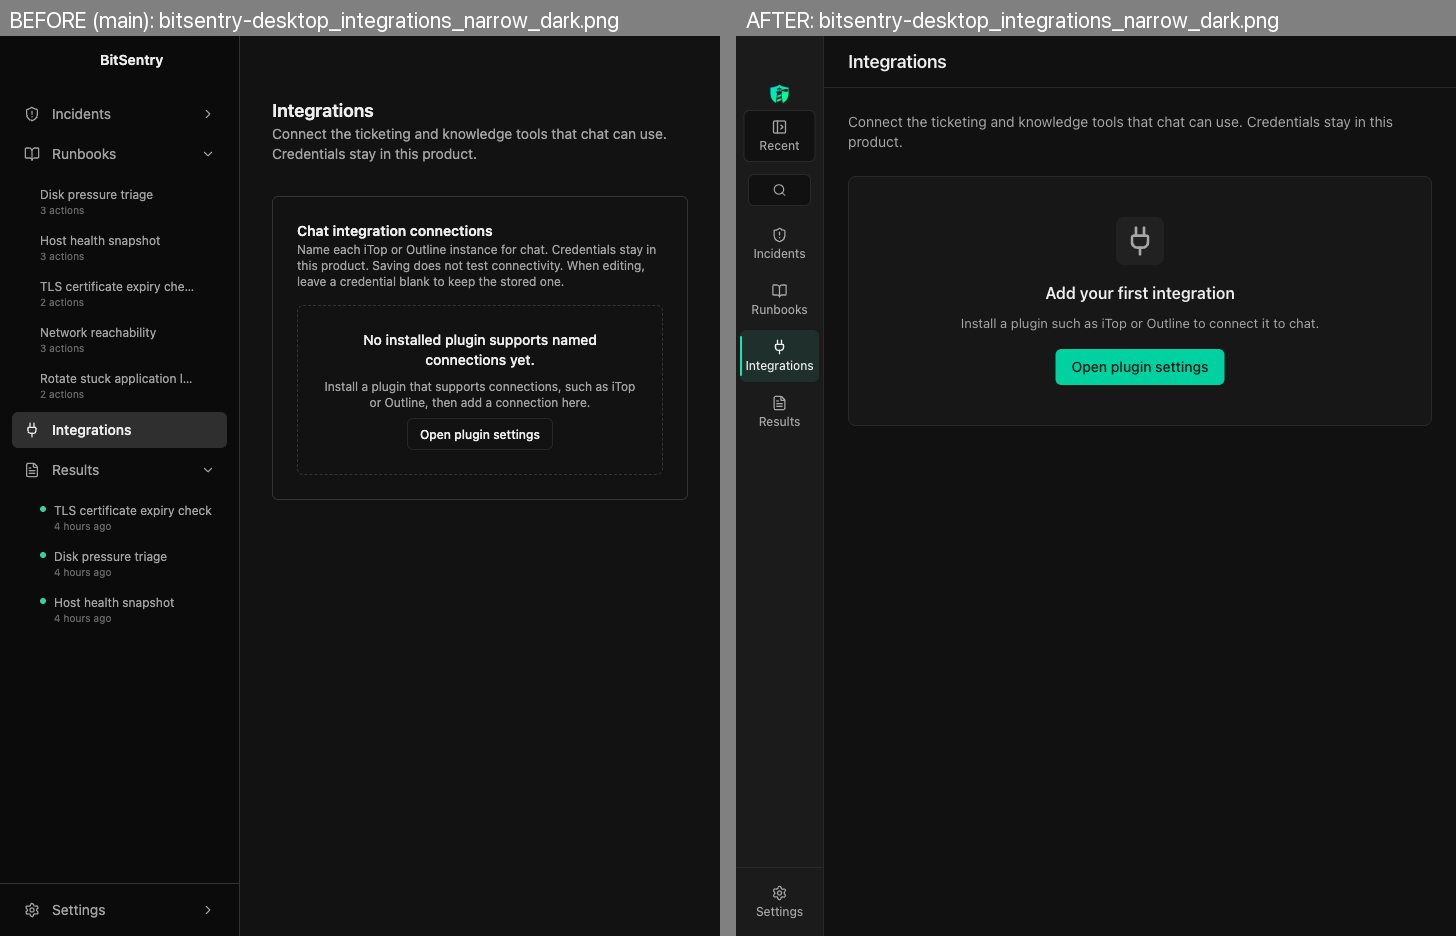 BEFORE (main): bitsentry-desktop_integrations_narrow_dark.png
BitSentry
Incidents
Runbooks
Disk pressure triage
3 actions
Host health snapshot
3 actions
TLS certificate expiry che...
2 actions
Network reachability
3 actions
Rotate stuck application l...
2 actions
Integrations
Results
TLS certificate expiry check
4 hours ago
Disk pressure triage
4 hours ago
Host health snapshot
4 hours ago
Settings
Integrations
Connect the ticketing and knowledge tools that chat can use.
Credentials stay in this product.
Chat integration connections
Name each iTop or Outline instance for chat. Credentials stay in
this product. Saving does not test connectivity. When editing,
leave a credential blank to keep the stored one.
No installed plugin supports named
connections yet.
Install a plugin that supports connections, such as iTop
or Outline, then add a connection here.
Open plugin settings
AFTER: bitsentry-desktop_integrations_narrow_dark.png
Recent
Incidents
Runbooks
Integrations
Results
Settings
Integrations
Connect the ticketing and knowledge tools that chat can use. Credentials stay in this
product.
Add your first integration
Install a plugin such as iTop or Outline to connect it to chat.
Open plugin settings